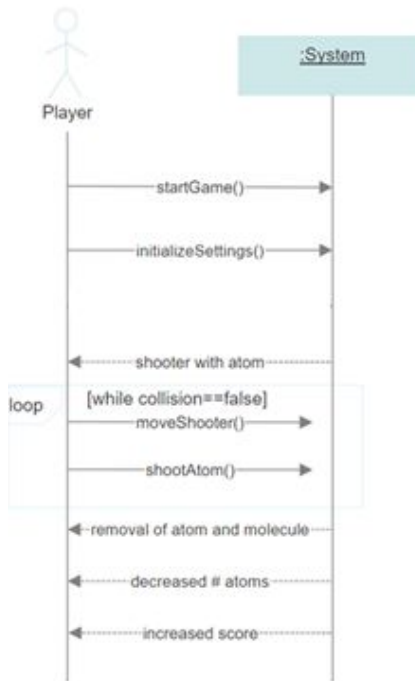 :System
Player
startGame()
initializeSettings()
shooter with atom
loop
[while collision==false]
moveShooter()
shootAtom()
removal of atom and molecule
decreased # atoms
increased score